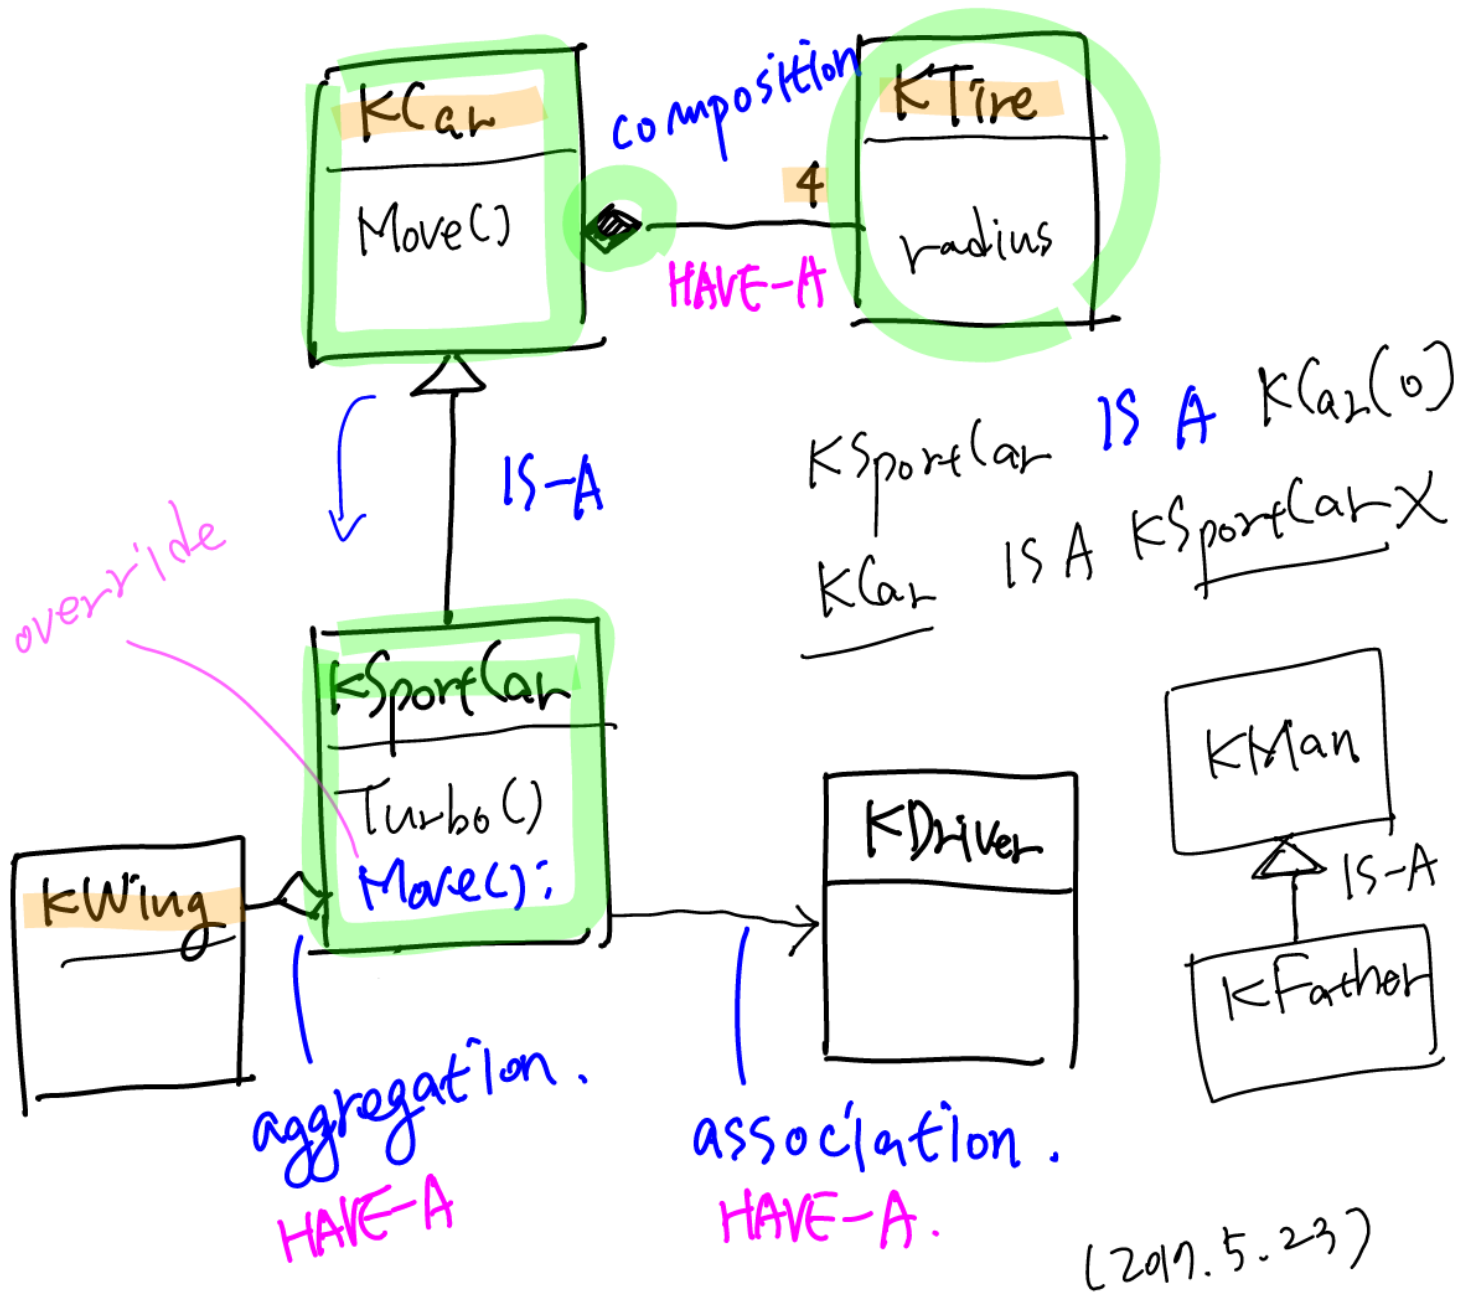 KCar
Move()
composition
4
HAVE-A
KTire
radius
IS-A
KSportCar IS A KCar(O)
KCar IS A KSportCar X
override
KSportCar
Turbo()
Move();
KWing
KDriver
KMan
IS-A
KFather
aggregation.
HAVE-A
association.
HAVE-A.
(2017.5.23)